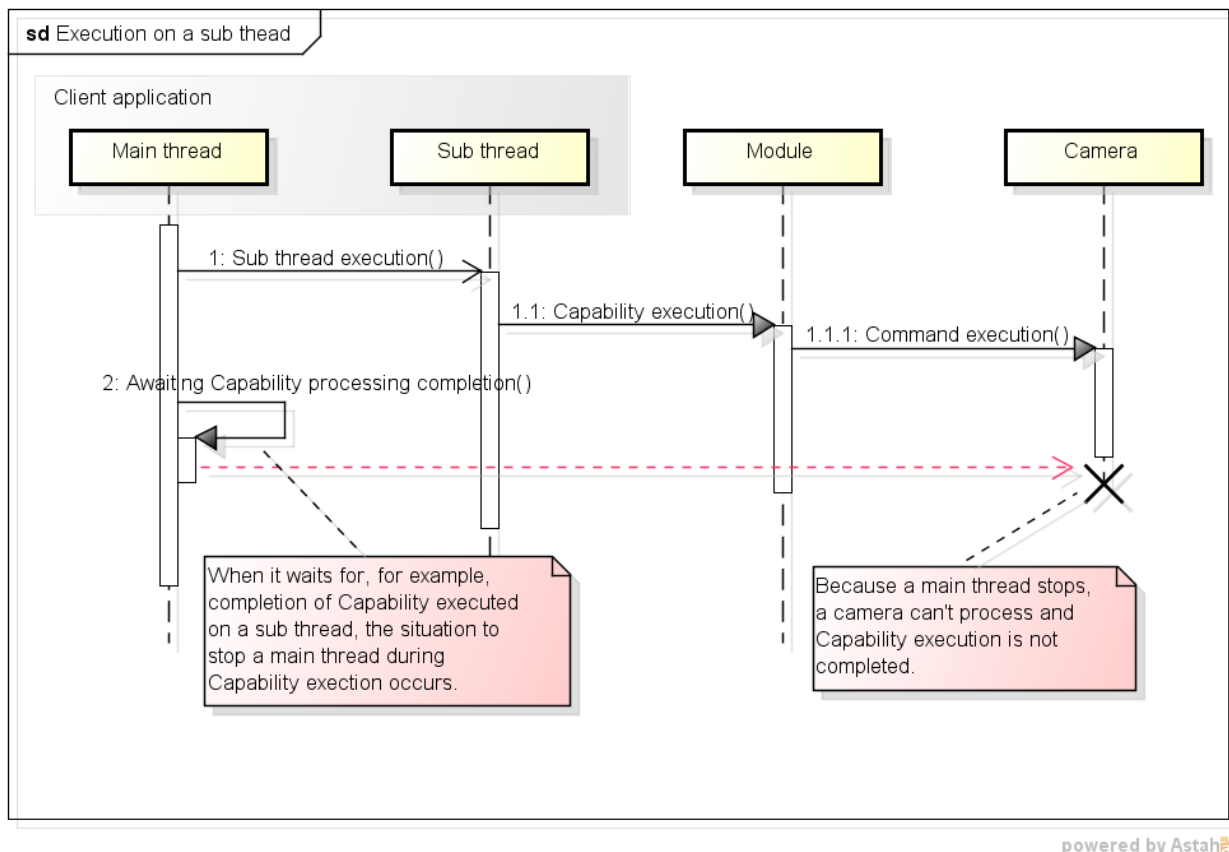 sd Execution on a sub thead
Client application
Main thread
Sub thread
Module
Camera
1: Sub thread execution()
1.1: Capability execution()
1.1.1: Command execution()
2: Awaiting Capability processing completion()
When it waits for, for example,
completion of Capability executed
on a sub thread, the situation to
stop a main thread during
Capability exection occurs.
Because a main thread stops,
a camera can't process and
Capability execution is not
completed.
powered by Astah